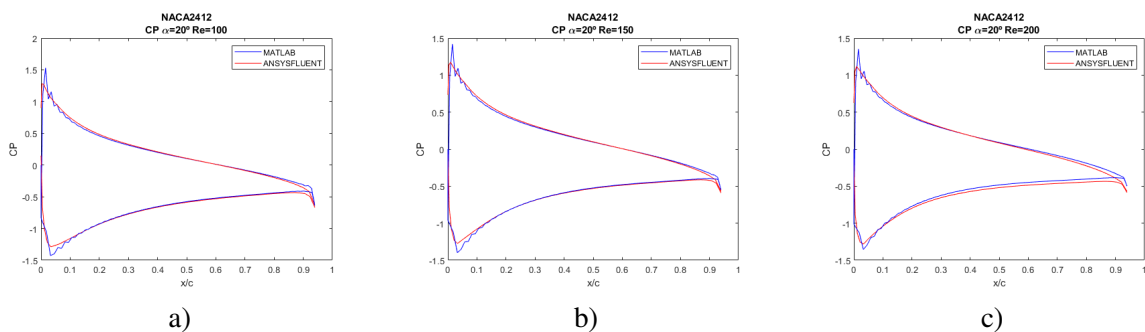 NACA2412
CP α=20º Re=100
MATLAB
ANSYSFLUENT
2
1.5
1
0.5
0
-0.5
-1
-1.5
CP
0 0.1 0.2 0.3 0.4 0.5 0.6 0.7 0.8 0.9 1
x/c
a)
NACA2412
CP α=20º Re=150
MATLAB
ANSYSFLUENT
1.5
1
0.5
0
-0.5
-1
-1.5
CP
0 0.1 0.2 0.3 0.4 0.5 0.6 0.7 0.8 0.9 1
x/c
b)
NACA2412
CP α=20º Re=200
MATLAB
ANSYSFLUENT
1.5
1
0.5
0
-0.5
-1
-1.5
CP
0 0.1 0.2 0.3 0.4 0.5 0.6 0.7 0.8 0.9 1
x/c
c)